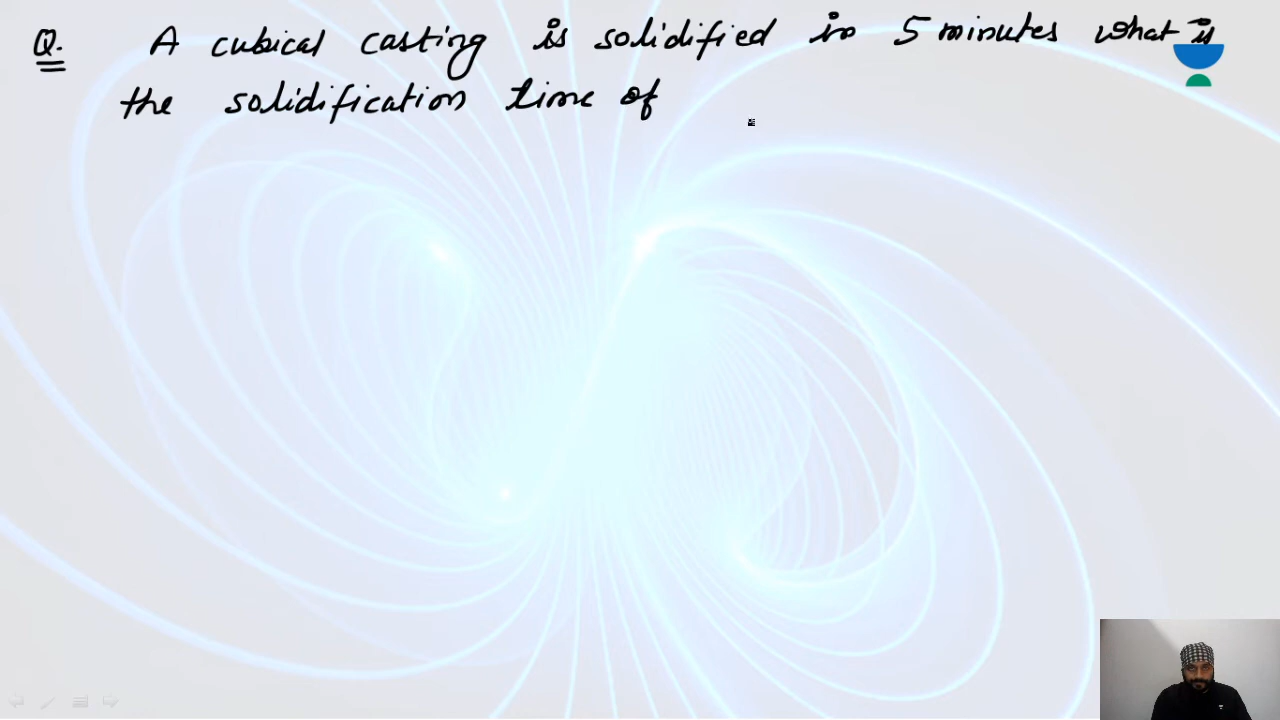 Q. A cubical casting is solidified in 5 minutes what is
the solidification time of